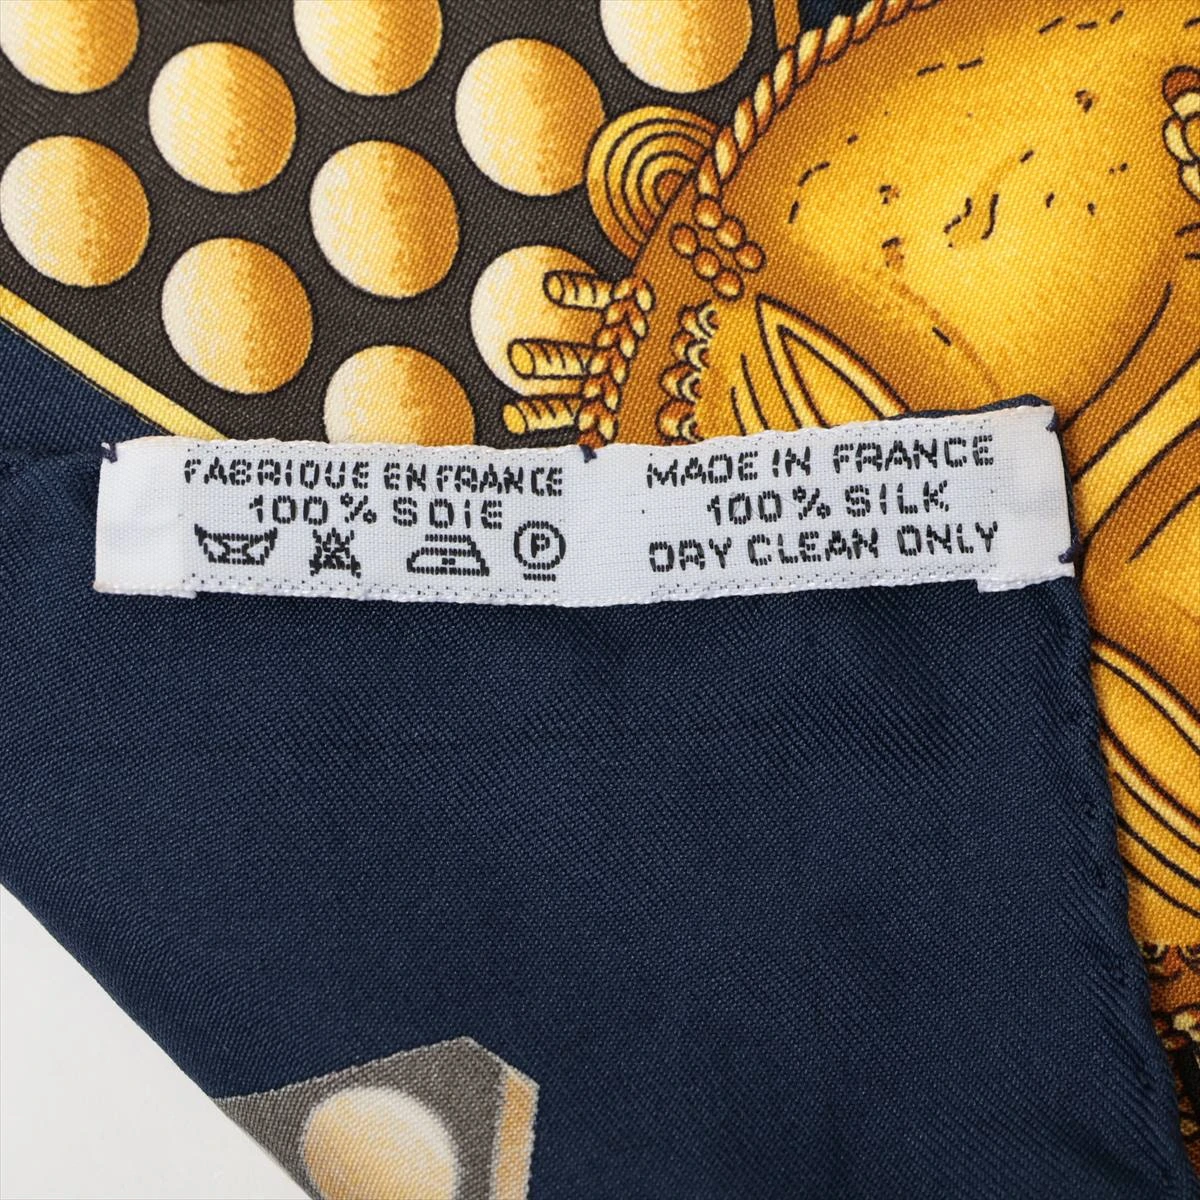 FABRIQUE EN FRANCE
100% SOIE
P
MADE IN FRANCE
100% SILK
DRY CLEAN ONLY